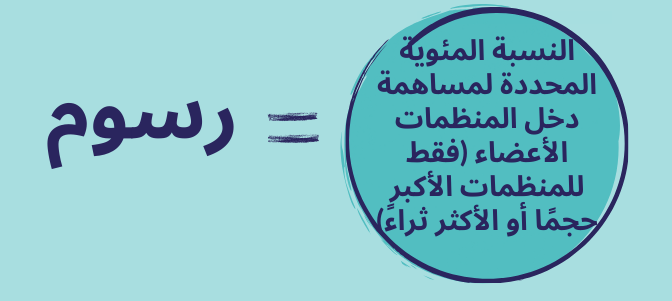 النسبة المئوية
المحددة لمساهمة
دخل المنظمات
الأعضاء (فقط
للمنظمات الأكبر
حجمًا أو الأكثر ثراءً)
=
رسوم